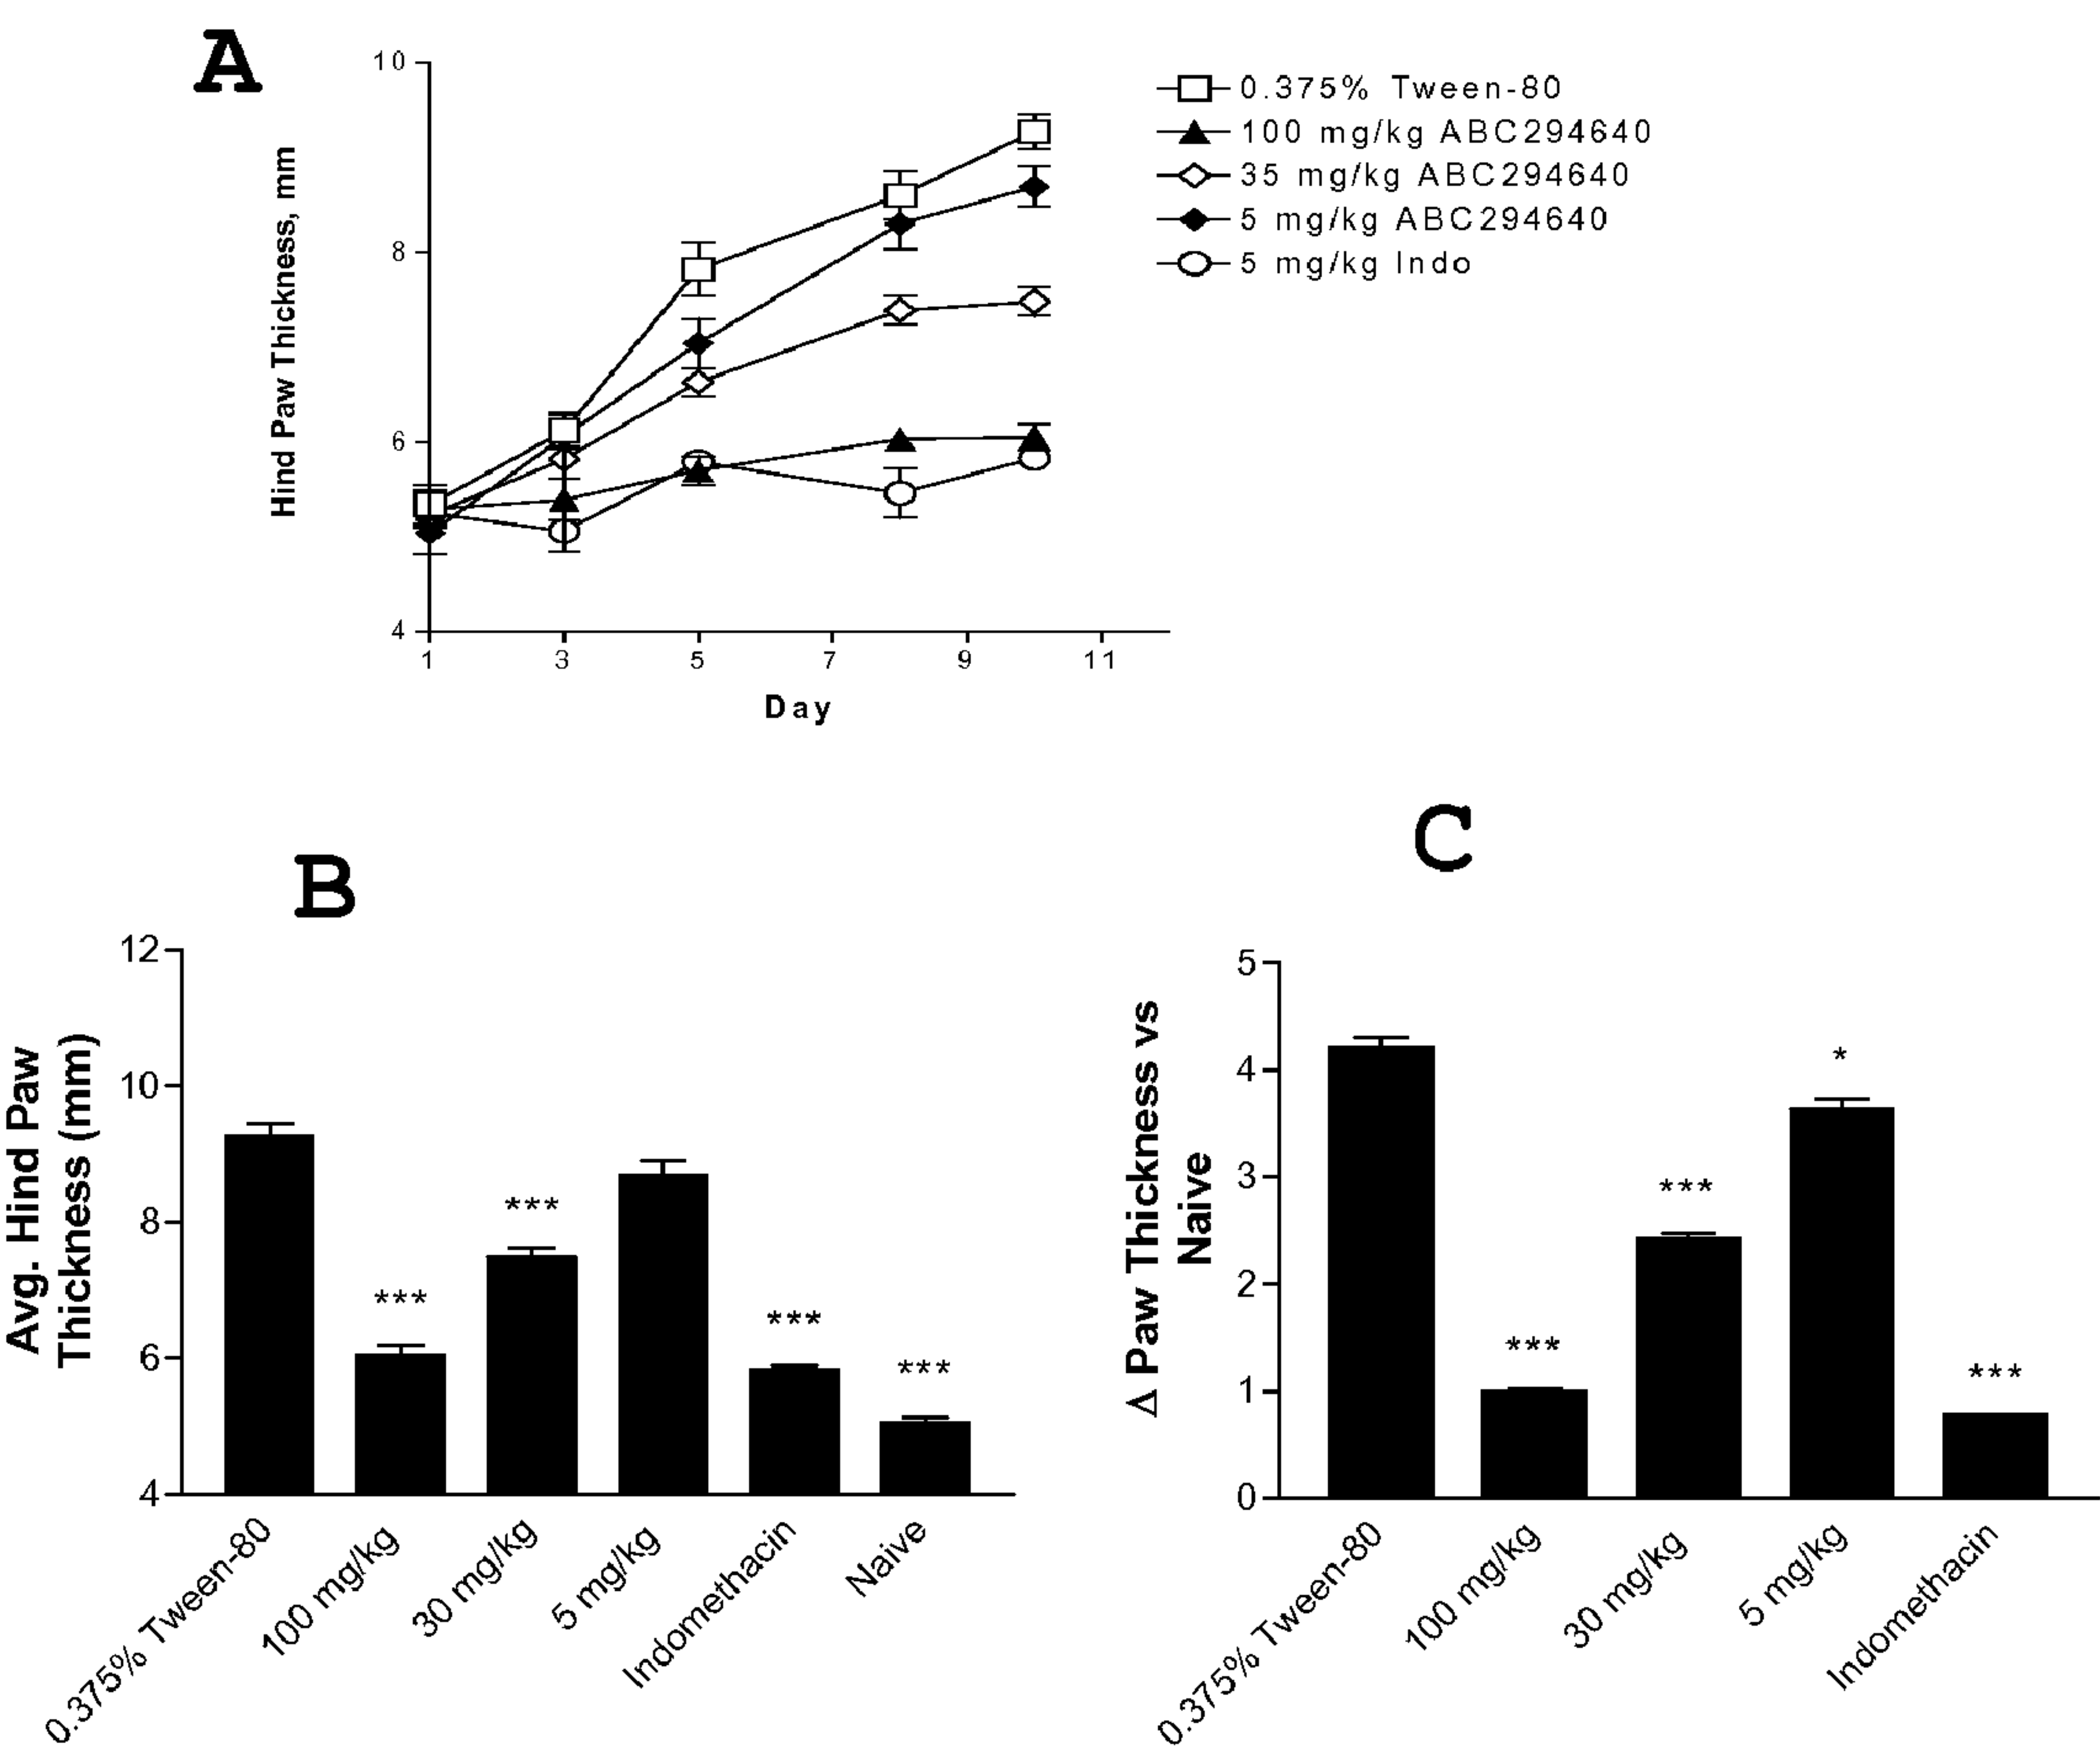 A
10
8
6
4
Hind Paw Thickness, mm
1 3 5 7 9 11
Day
0.375% Tween-80
100 mg/kg ABC294640
35 mg/kg ABC294640
5 mg/kg ABC294640
5 mg/kg Indo
B
12
10
8
6
4
Avg. Hind Paw
Thickness (mm)
***
***
***
***
0.375% Tween-80
100 mg/kg
30 mg/kg
5 mg/kg
Indomethacin
Naive
C
5
4
3
2
1
0
Δ Paw Thickness vs
Naive
***
***
*
***
0.375% Tween-80
100 mg/kg
30 mg/kg
5 mg/kg
Indomethacin